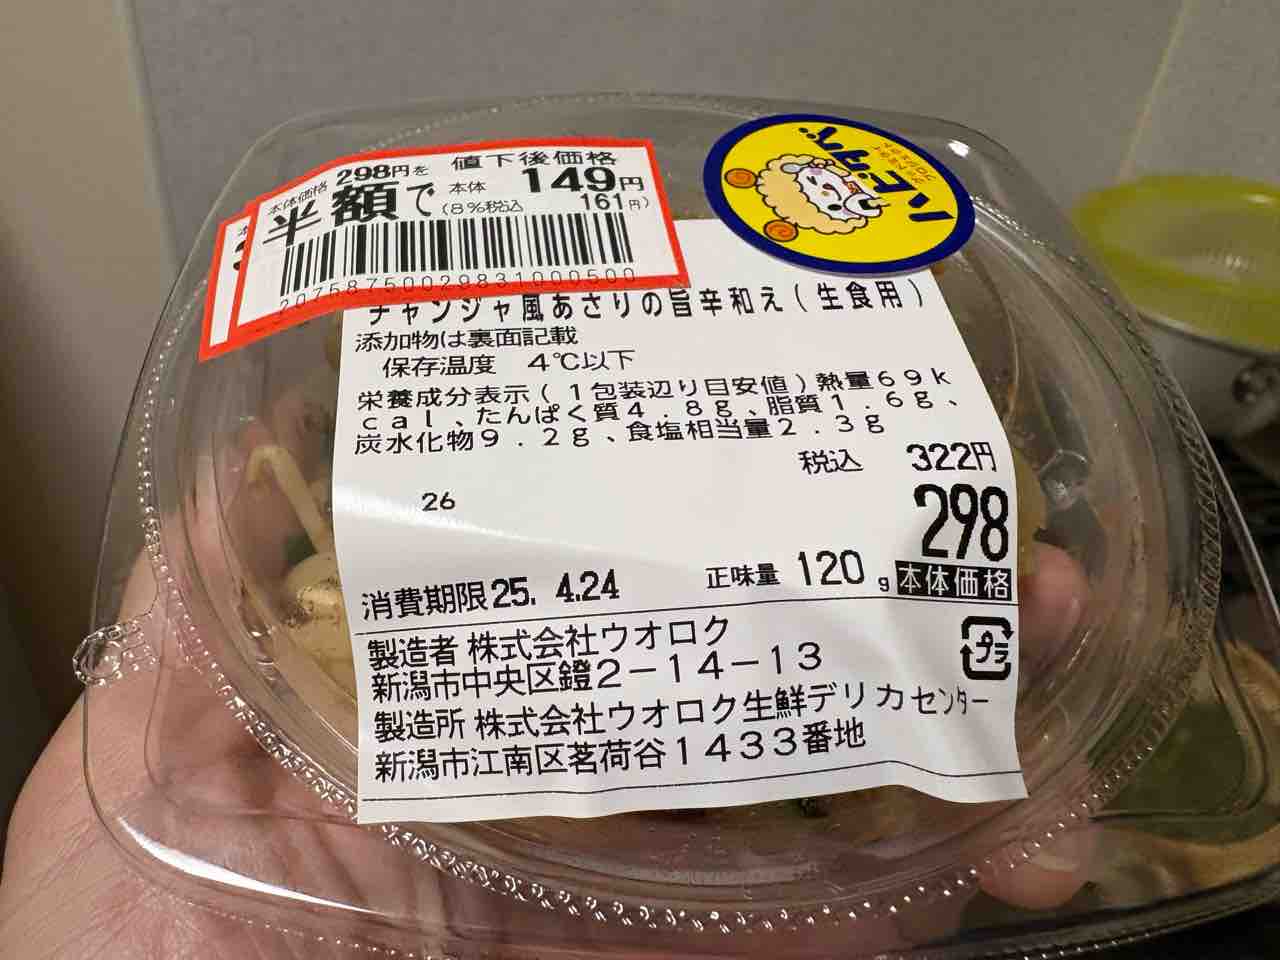 本体価格 298円を 値下後価格
半額で 本体 149円
(8%税込 161円)
20758750029831000500
ハピタベ
チャンジャ風あさりの旨辛和え(生食用)
添加物は裏面記載
保存温度 4℃以下
栄養成分表示(1包装辺り目安値)熱量69k
cal、たんぱく質4.8g、脂質1.6g、
炭水化物9.2g、食塩相当量2.3g
税込 322円
26
298
本体価格
消費期限25. 4.24 正味量 120g
製造者 株式会社ウオロク
新潟市中央区鐙2-14-13
プラ
製造所 株式会社ウオロク生鮮デリカセンター
新潟市江南区茗荷谷1433番地